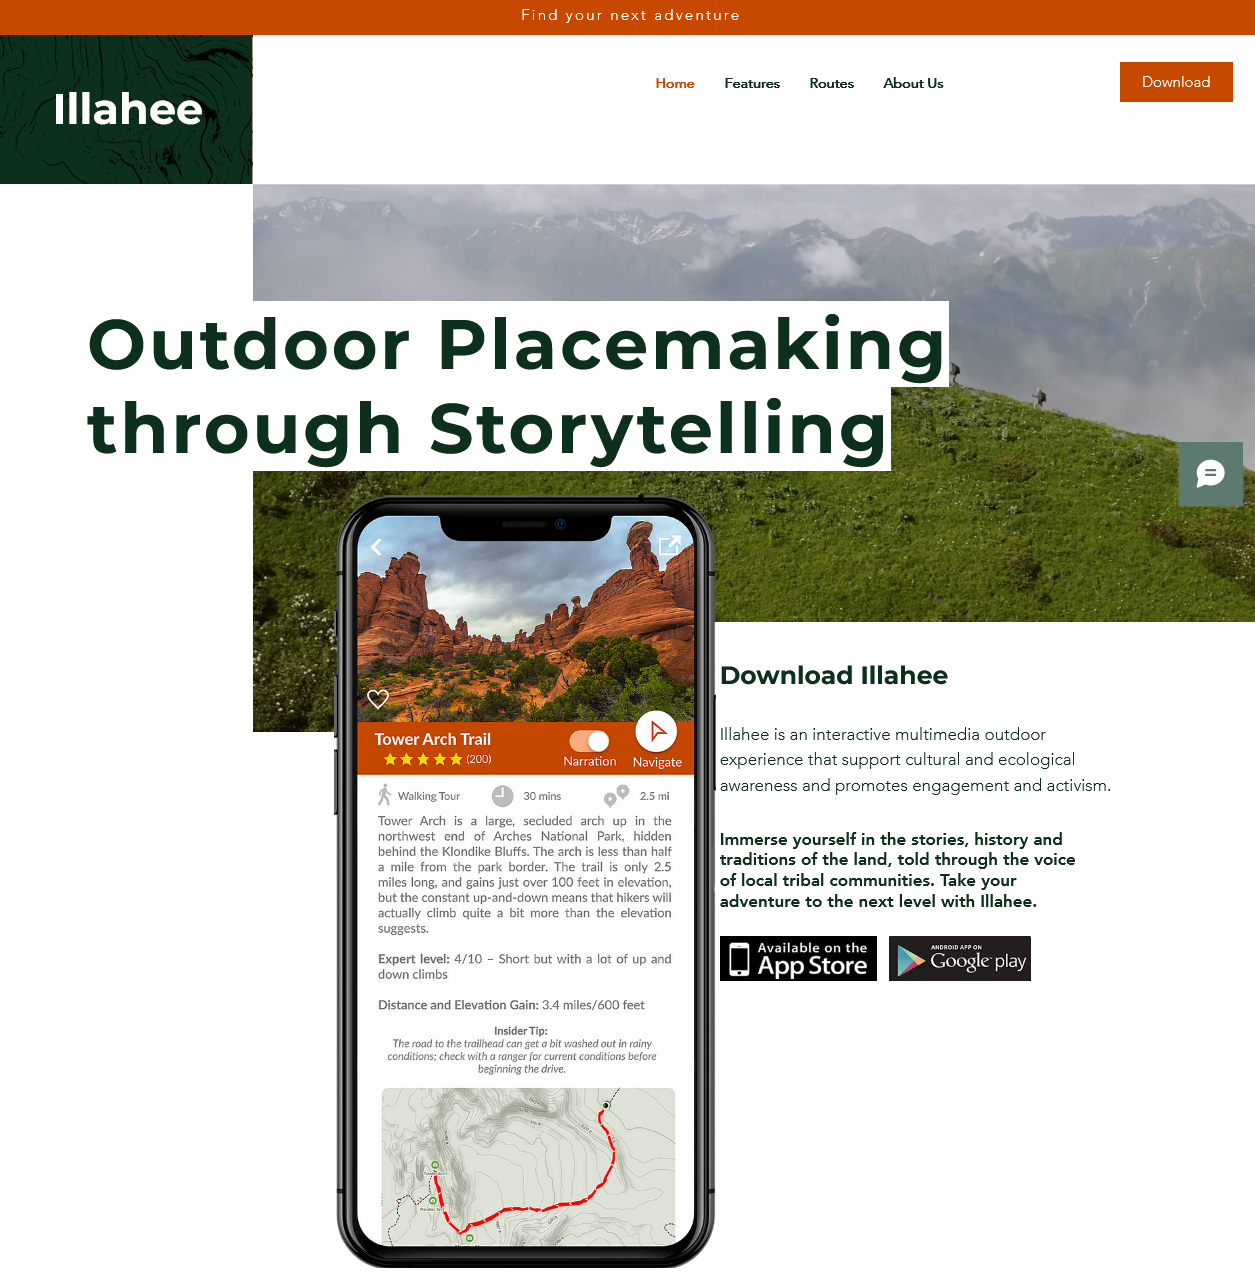 Find your next adventure
Illahee
Home Features Routes About Us
Download
Outdoor Placemaking
through Storytelling
Tower Arch Trail
(200)
Narration
Navigate
Walking Tour 30 mins 2.5 mi
Tower Arch is a large, secluded arch up in the
northwest end of Arches National Park, hidden
behind the Klondike Bluffs. The arch is less than half
a mile from the park border. The trail is only 2.5
miles long, and gains just over 100 feet in elevation,
but the constant up-and-down means that hikers will
actually climb quite a bit more than the elevation
suggests.
Expert level: 4/10 – Short but with a lot of up and
down climbs
Distance and Elevation Gain: 3.4 miles/600 feet
Insider Tip:
The road to the trailhead can get a bit washed out in rainy
conditions; check with a ranger for current conditions before
beginning the drive.
Download Illahee
Illahee is an interactive multimedia outdoor
experience that support cultural and ecological
awareness and promotes engagement and activism.
Immerse yourself in the stories, history and
traditions of the land, told through the voice
of local tribal communities. Take your
adventure to the next level with Illahee.
Available on the
App Store
ANDROID APP ON
Google play